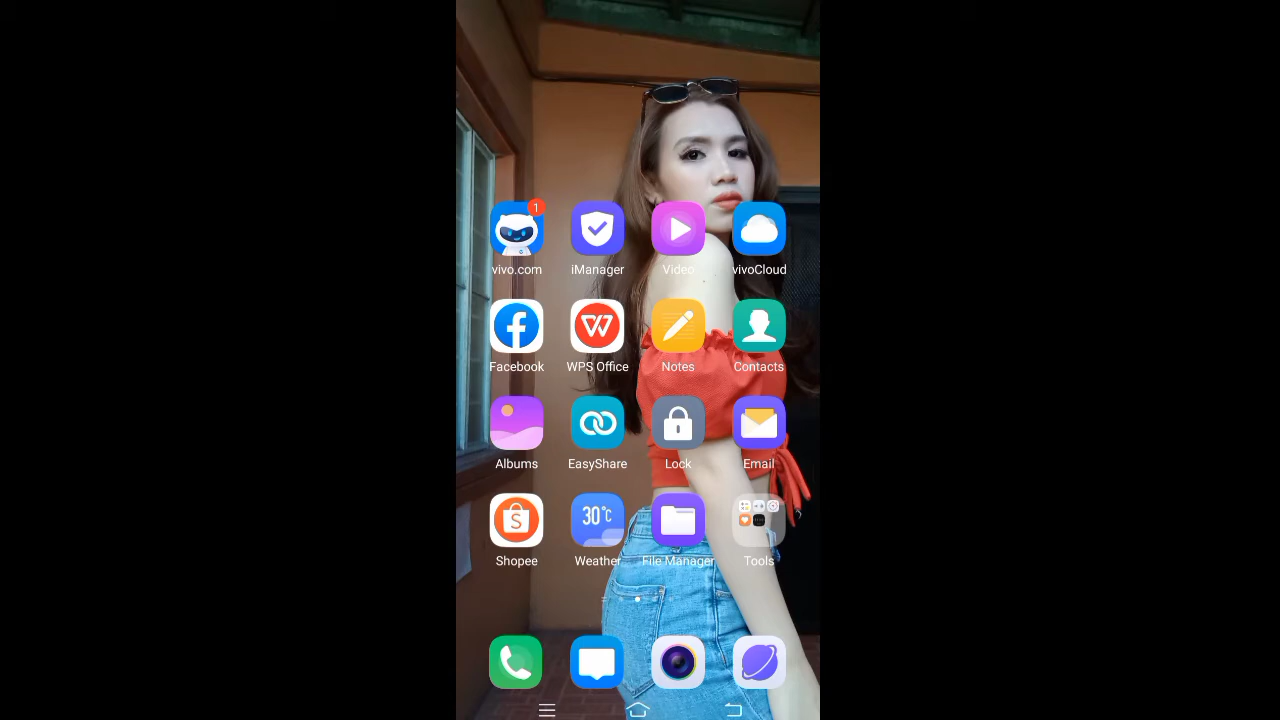 1
vivo.com
iManager
Video
vivoCloud
Facebook
WPS Office
Notes
Contacts
Albums
EasyShare
Lock
Email
30°C
Shopee
Weather
File Manager
Tools